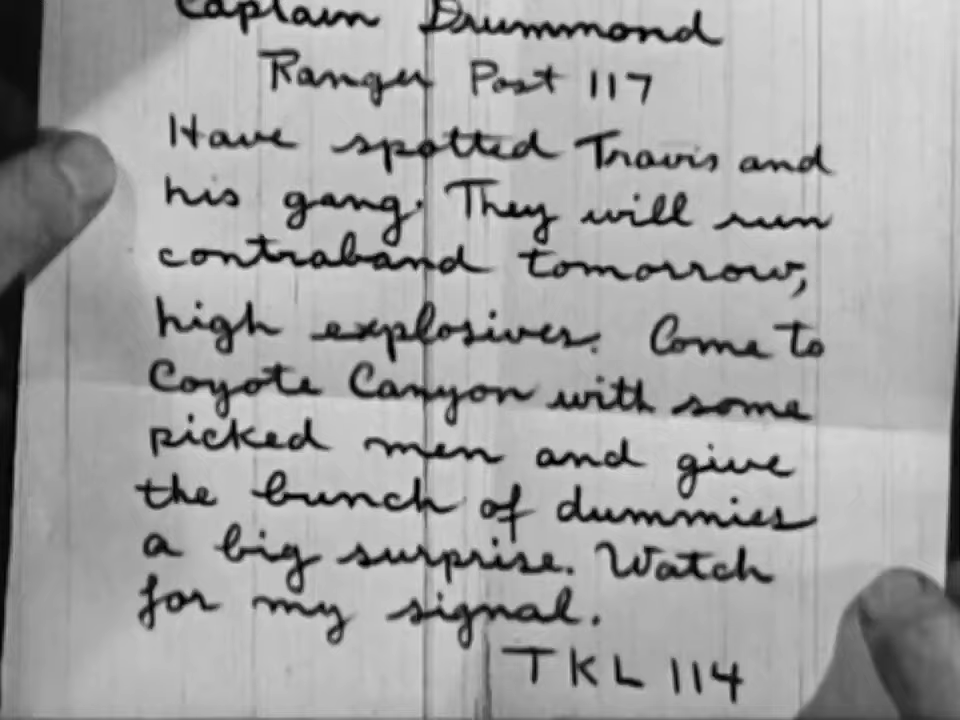 Captain Drummond
Ranger Post 117
Have spotted Travis and
his gang. They will run
contraband tomorrow,
high explosives. Come to
Coyote Canyon with some
picked men and give
the bunch of dummies
a big surprise. Watch
for my signal.
TKL 114